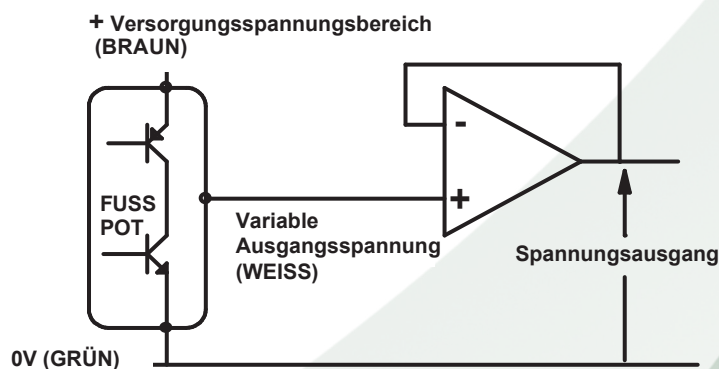 + Versorgungsspannungsbereich
(BRAUN)
-
+
FUSS
POT
Variable
Ausgangsspannung
(WEISS)
Spannungsausgang
0V (GRÜN)